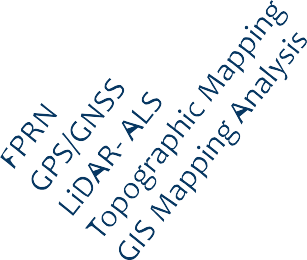 FPRN
GPS/GNSS
LiDAR- ALS
Topographic Mapping
GIS Mapping Analysis